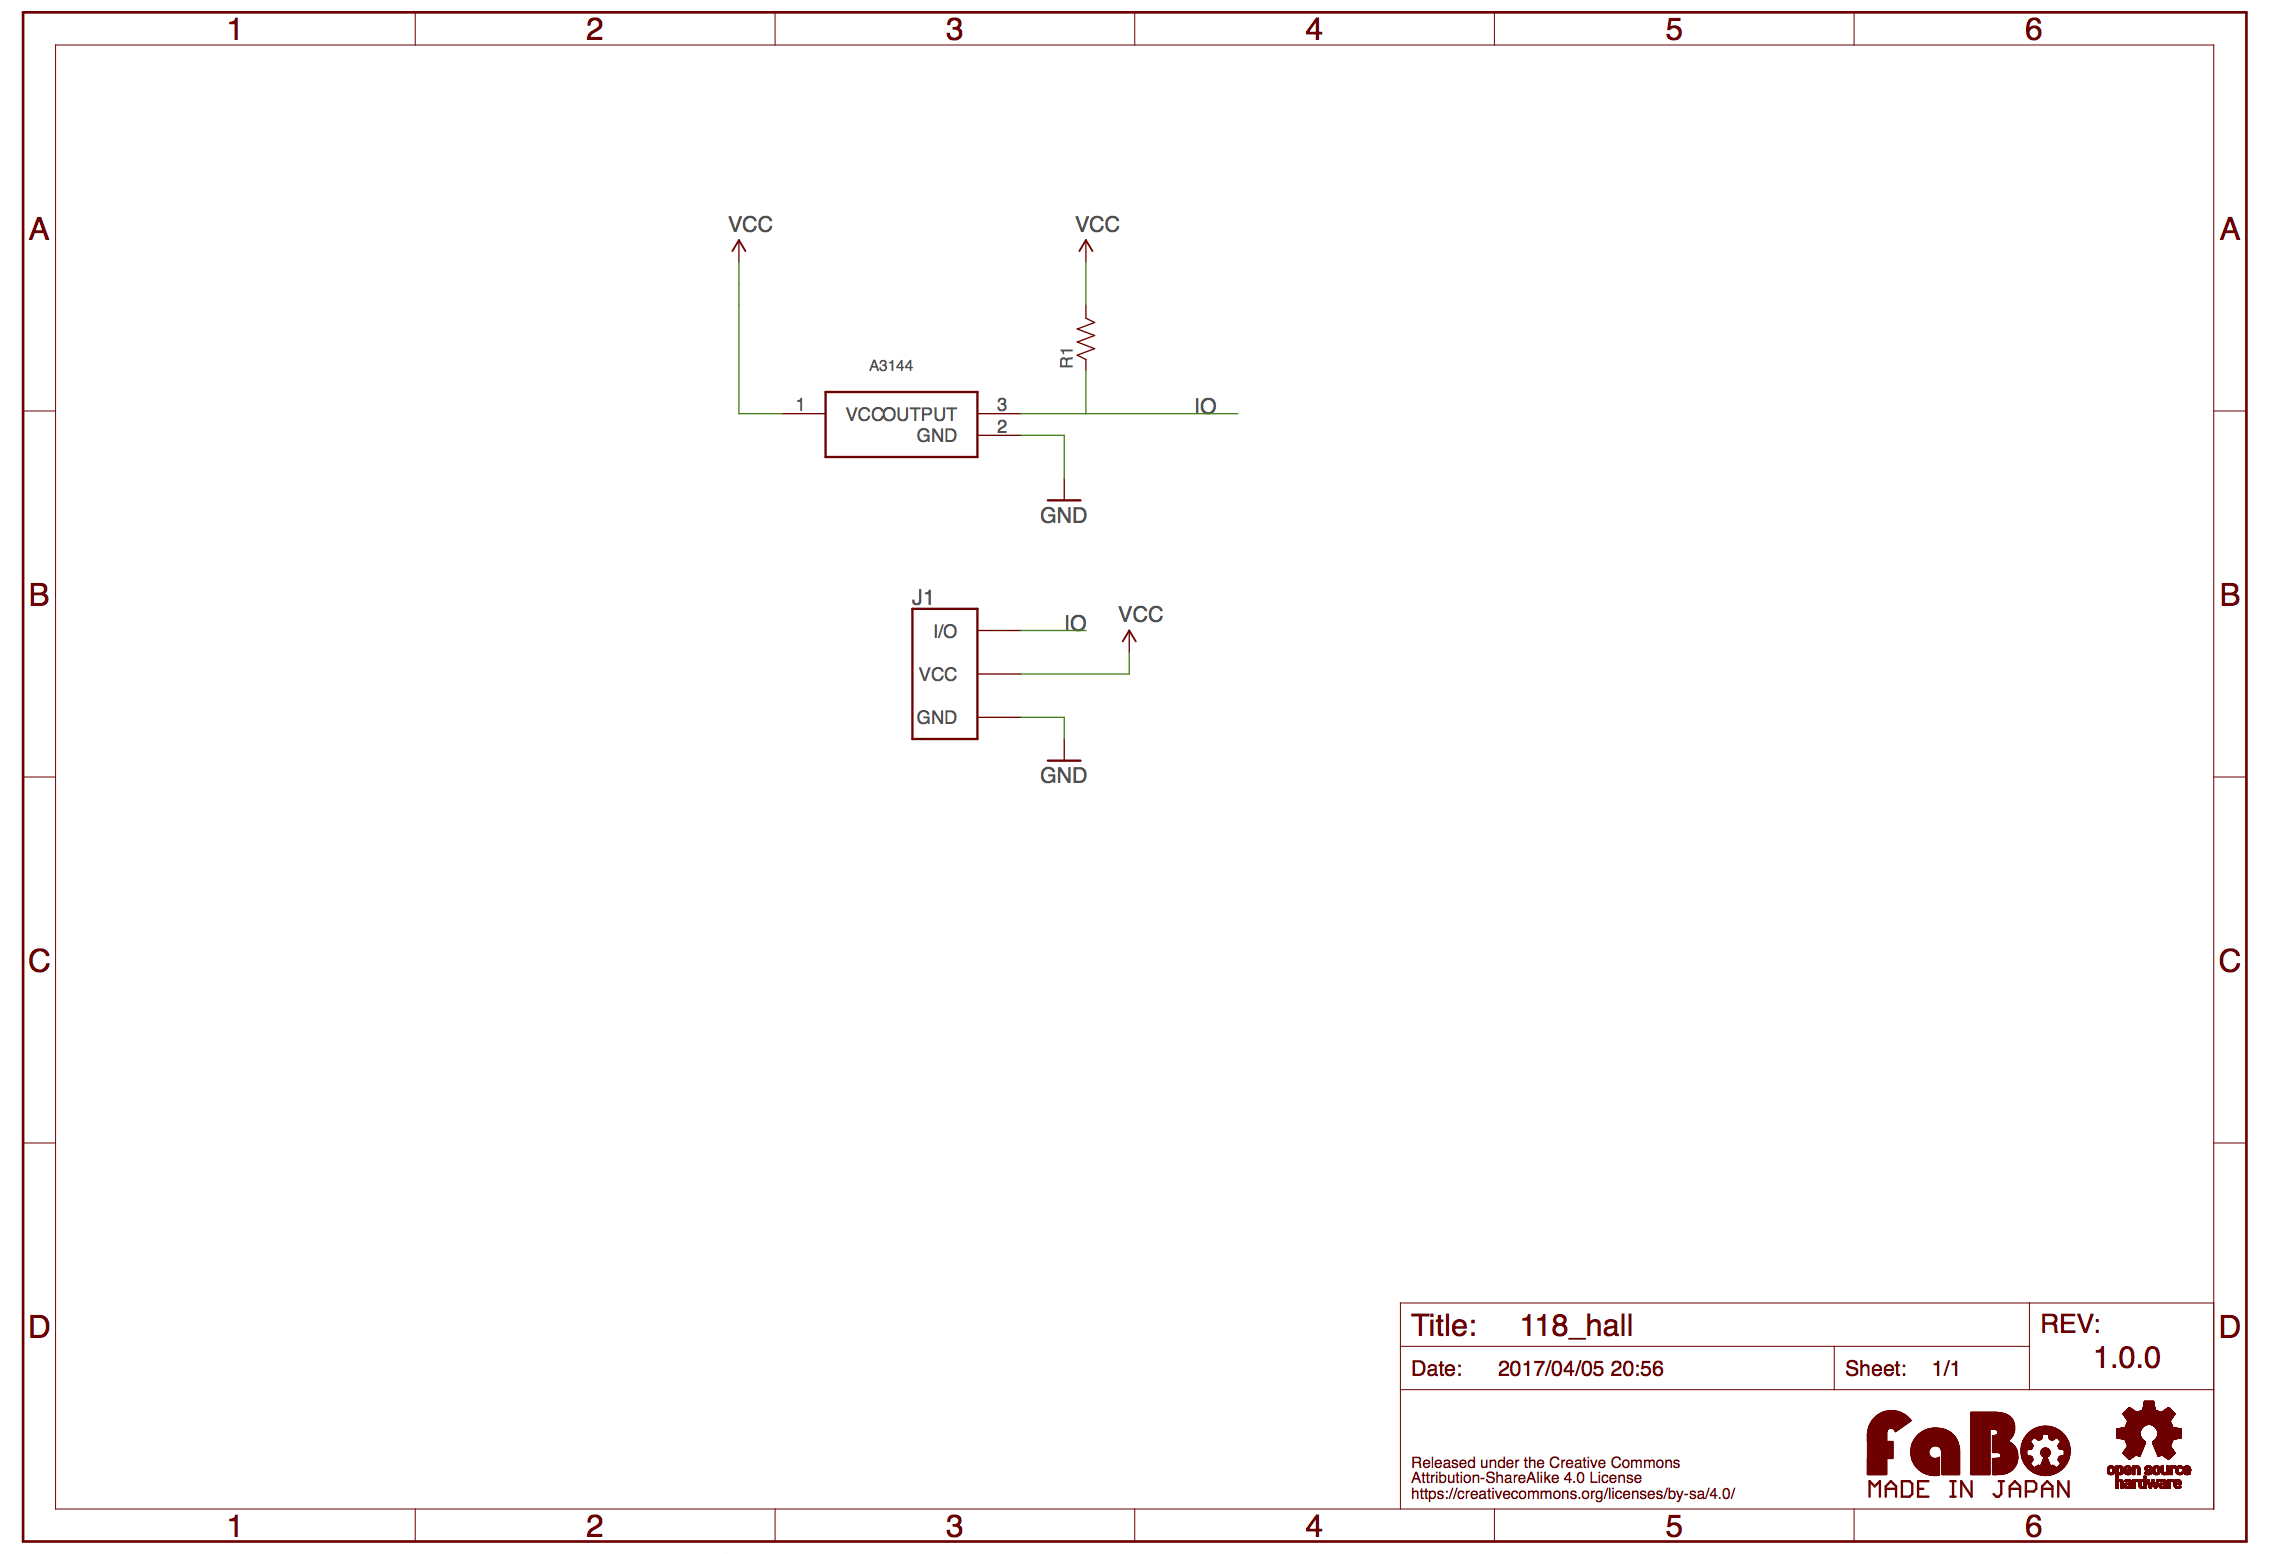 1 2 3 4 5 6
A A
VCC VCC
R1
A3144
1 VCC OUTPUT 3 IO
GND 2
GND
B B
J1
I/O IO VCC
VCC
GND
GND
C C
D D
Title: 118_hall REV:
1.0.0
Date: 2017/04/05 20:56 Sheet: 1/1
Released under the Creative Commons
Attribution-ShareAlike 4.0 License
https://creativecommons.org/licenses/by-sa/4.0/
FaBo
MADE IN JAPAN
open source
hardware
1 2 3 4 5 6